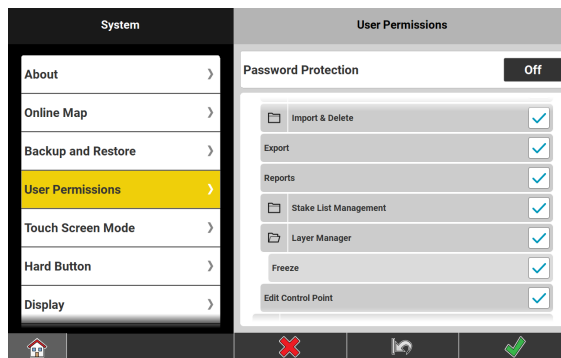 System
User Permissions
About
Online Map
Backup and Restore
User Permissions
Touch Screen Mode
Hard Button
Display
Password Protection
Off
Import & Delete
Export
Reports
Stake List Management
Layer Manager
Freeze
Edit Control Point